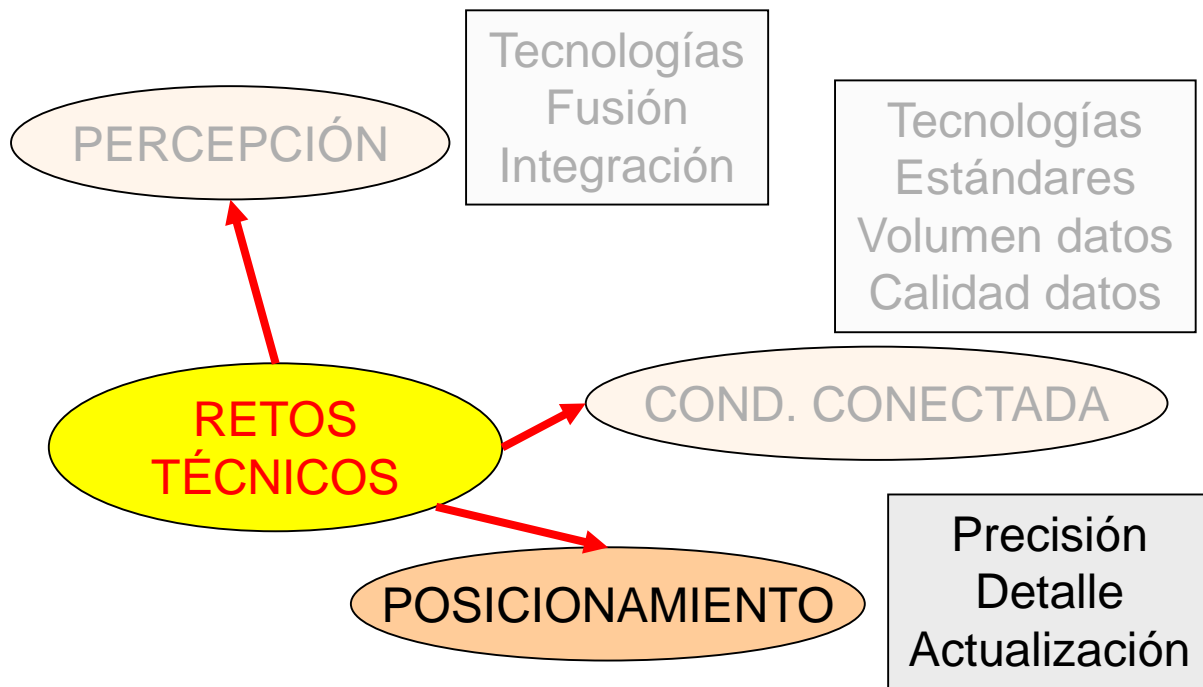 PERCEPCIÓN
Tecnologías
Fusión
Integración
Tecnologías
Estándares
Volumen datos
Calidad datos
RETOS
TÉCNICOS
COND. CONECTADA
POSICIONAMIENTO
Precisión
Detalle
Actualización